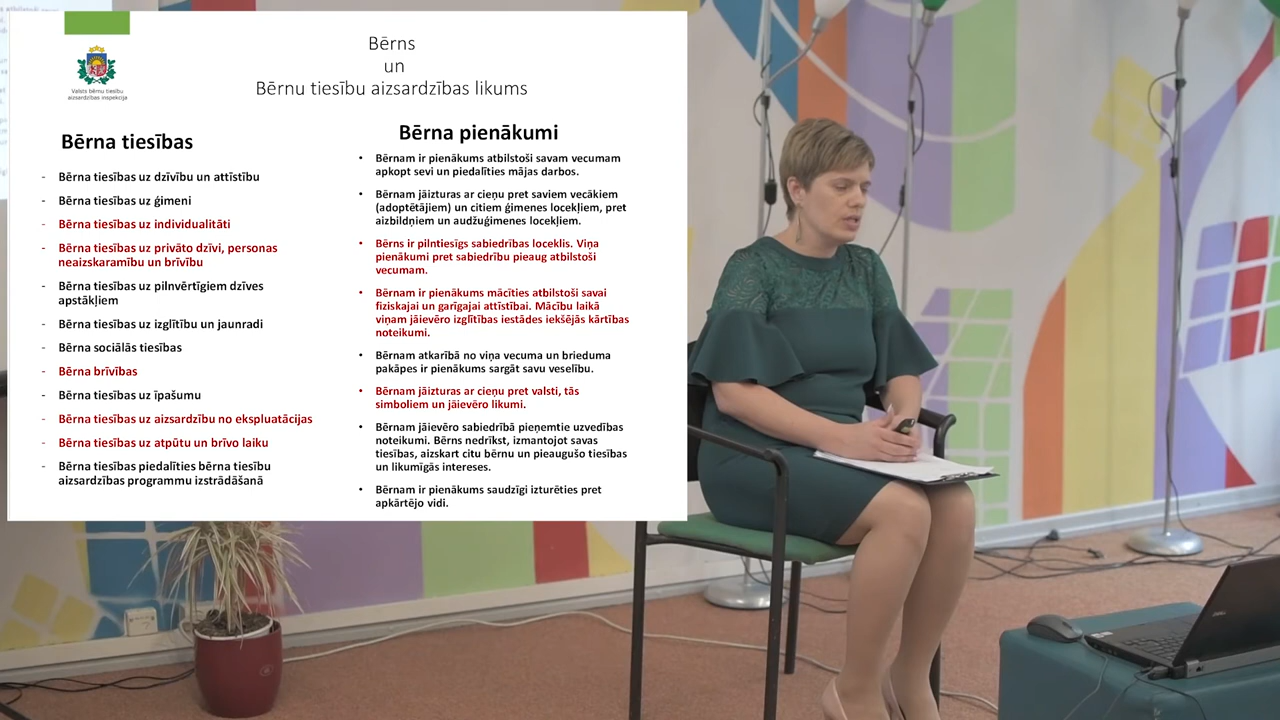 Bērns
un
Bērnu tiesību aizsardzības likums
Valsts bērnu tiesību
aizsardzības inspekcija
Bērna tiesības
- Bērna tiesības uz dzīvību un attīstību
- Bērna tiesības uz ģimeni
- Bērna tiesības uz individualitāti
- Bērna tiesības uz privāto dzīvi, personas
neaizskaramību un brīvību
- Bērna tiesības uz pilnvērtīgiem dzīves
apstākļiem
- Bērna tiesības uz izglītību un jaunradi
- Bērna sociālās tiesības
- Bērna brīvības
- Bērna tiesības uz īpašumu
- Bērna tiesības uz aizsardzību no ekspluatācijas
- Bērna tiesības uz atpūtu un brīvo laiku
- Bērna tiesības piedalīties bērna tiesību
aizsardzības programmu izstrādāšanā
Bērna pienākumi
• Bērnam ir pienākums atbilstoši savam vecumam
apkopt sevi un piedalīties mājas darbos.
• Bērnam jāizturas ar cieņu pret saviem vecākiem
(adoptētājiem) un citiem ģimenes locekļiem, pret
aizbildņiem un audžuģimenes locekļiem.
• Bērns ir pilntiesīgs sabiedrības loceklis. Viņa
pienākumi pret sabiedrību pieaug atbilstoši
vecumam.
• Bērnam ir pienākums mācīties atbilstoši savai
fiziskajai un garīgajai attīstībai. Mācību laikā
viņam jāievēro izglītības iestādes iekšējās kārtības
noteikumi.
• Bērnam atkarībā no viņa vecuma un brieduma
pakāpes ir pienākums sargāt savu veselību.
• Bērnam jāizturas ar cieņu pret valsti, tās
simboliem un jāievēro likumi.
• Bērnam jāievēro sabiedrībā pieņemtie uzvedības
noteikumi. Bērns nedrīkst, izmantojot savas
tiesības, aizskart citu bērnu un pieaugušo tiesības
un likumīgās intereses.
• Bērnam ir pienākums saudzīgi izturēties pret
apkārtējo vidi.